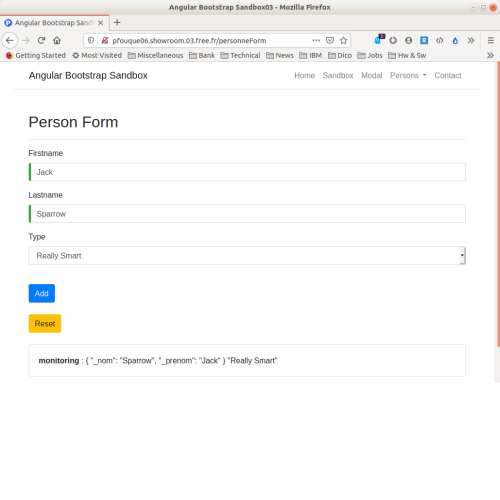 Angular Bootstrap Sandbox03 - Mozilla Firefox
Angular Bootstrap Sandb
pfouque06.showroom.03.free.fr/personneForm
Getting Started Most Visited Miscellaneous Bank Technical News IBM Dico Jobs Hw & Sw
Angular Bootstrap Sandbox Home Sandbox Modal Persons Contact
Person Form
Firstname
Jack
Lastname
Sparrow
Type
Really Smart
Add
Reset
monitoring : { "_nom": "Sparrow", "_prenom": "Jack" } "Really Smart"